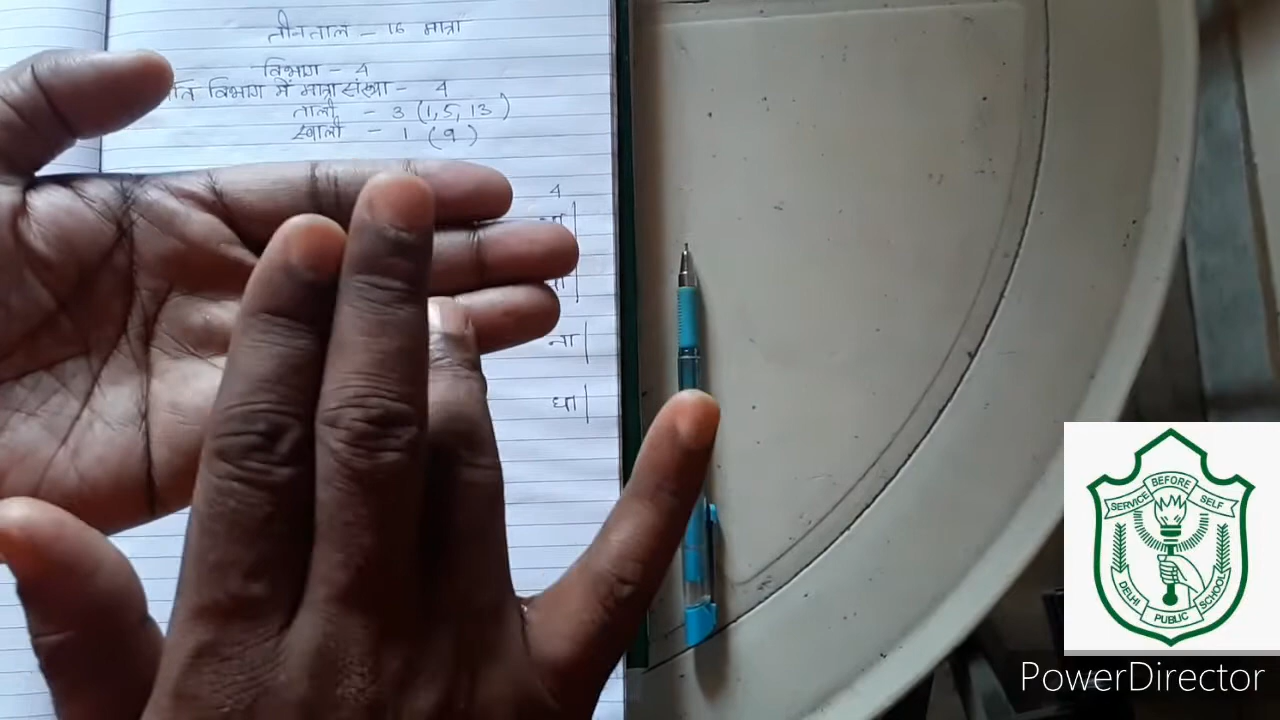 तीनताल - 16 मात्रा
विभाग - 4
विभाग में मात्रा संख्या - 4
ताली - 3 (1, 5, 13)
खाली - 1 (9)
4
ना|
धा|
SERVICE BEFORE SELF
DELHI PUBLIC SCHOOL
PowerDirector